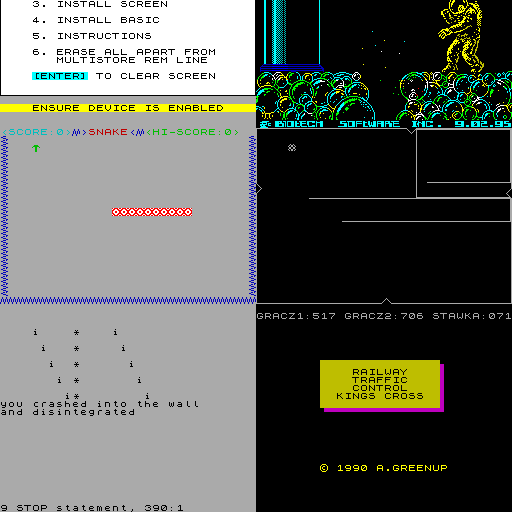 3. INSTALL SCREEN
4. INSTALL BASIC
5. INSTRUCTIONS
6. ERASE ALL APART FROM
MULTISTORE REM LINE
[ENTER] TO CLEAR SCREEN
ENSURE DEVICE IS ENABLED
BIOTECH SOFTWARE INC. 9.02.95
<SCORE:0> >SNAKE< <HI-SCORE:0>
GRACZ1:517 GRACZ2:706 STAWKA:071
i * i
i * i
i * i
i * i
i* i
you crashed into the wall
and disintegrated
9 STOP statement, 390:1
RAILWAY
TRAFFIC
CONTROL
KINGS CROSS
© 1990 A.GREENUP